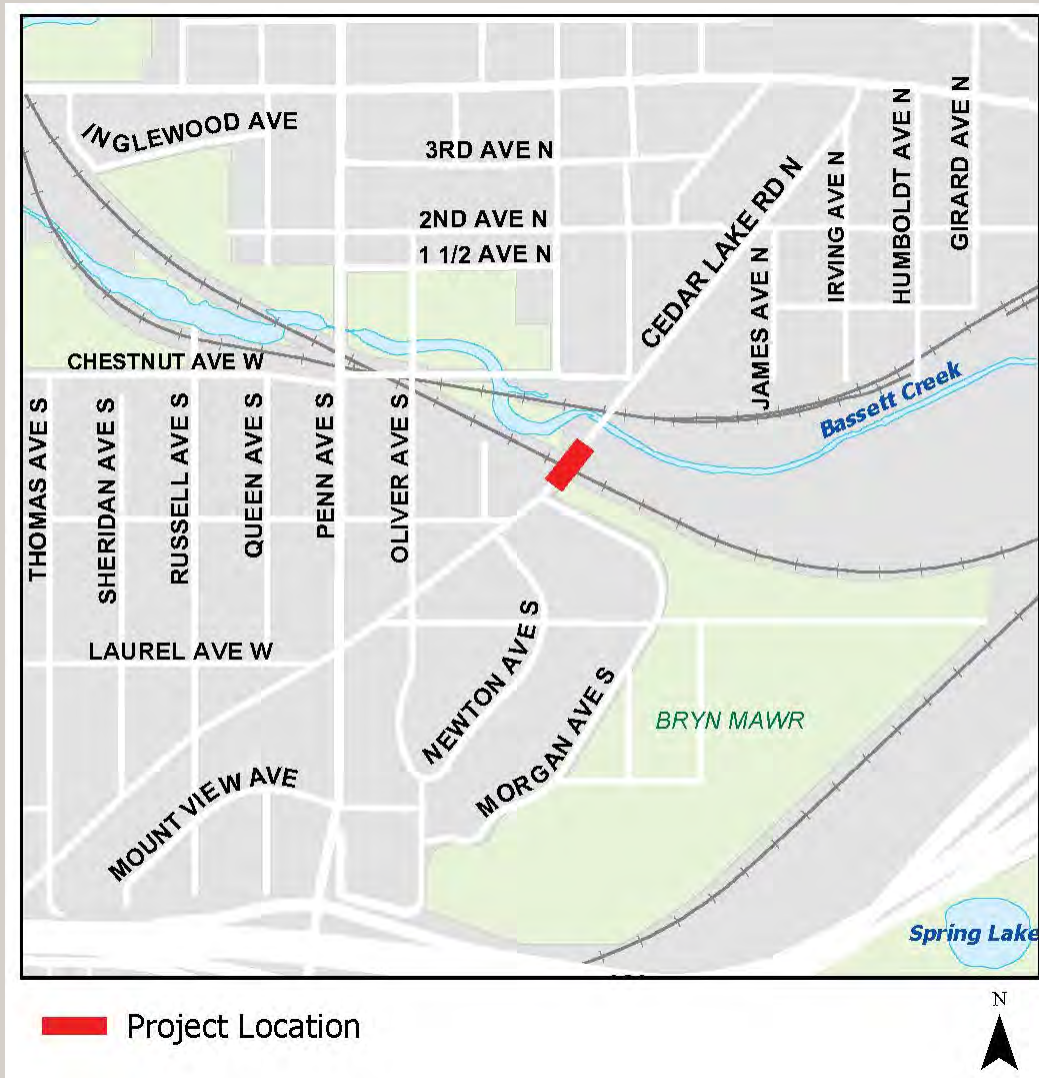 INGLEWOOD AVE
3RD AVE N
2ND AVE N
1 1/2 AVE N
CEDAR LAKE RD N
JAMES AVE N
IRVING AVE N
HUMBOLDT AVE N
GIRARD AVE N
CHESTNUT AVE W
Bassett Creek
THOMAS AVE S
SHERIDAN AVE S
RUSSELL AVE S
QUEEN AVE S
PENN AVE S
OLIVER AVE S
LAUREL AVE W
NEWTON AVE S
MORGAN AVE S
BRYN MAWR
MOUNT VIEW AVE
Spring Lake
N
Project Location